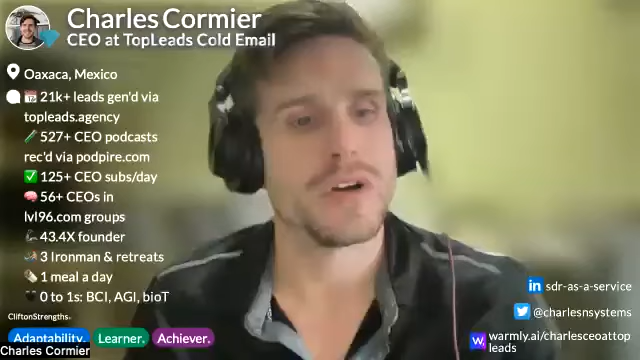 Charles Cormier
CEO at TopLeads Cold Email
Oaxaca, Mexico
📆 21k+ leads gen'd via
topleads.agency
🧪 527+ CEO podcasts
rec'd via podpire.com
✅ 125+ CEO subs/day
🧠 56+ CEOs in
lvl96.com groups
🦾 43.4X founder
3 Ironman & retreats
1 meal a day
0 to 1s: BCI, AGI, bioT
CliftonStrengths.
Adaptability. Learner. Achiever.
Charles Cormier
in sdr-as-a-service
@charlesnsystems
W warmly.ai/charlesceoattop
leads